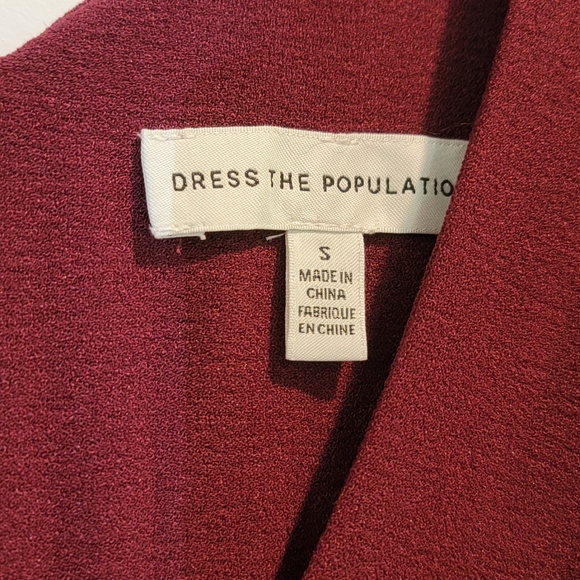 DRESS THE POPULATIO
S
MADE IN
CHINA
FABRIQUE
EN CHINE